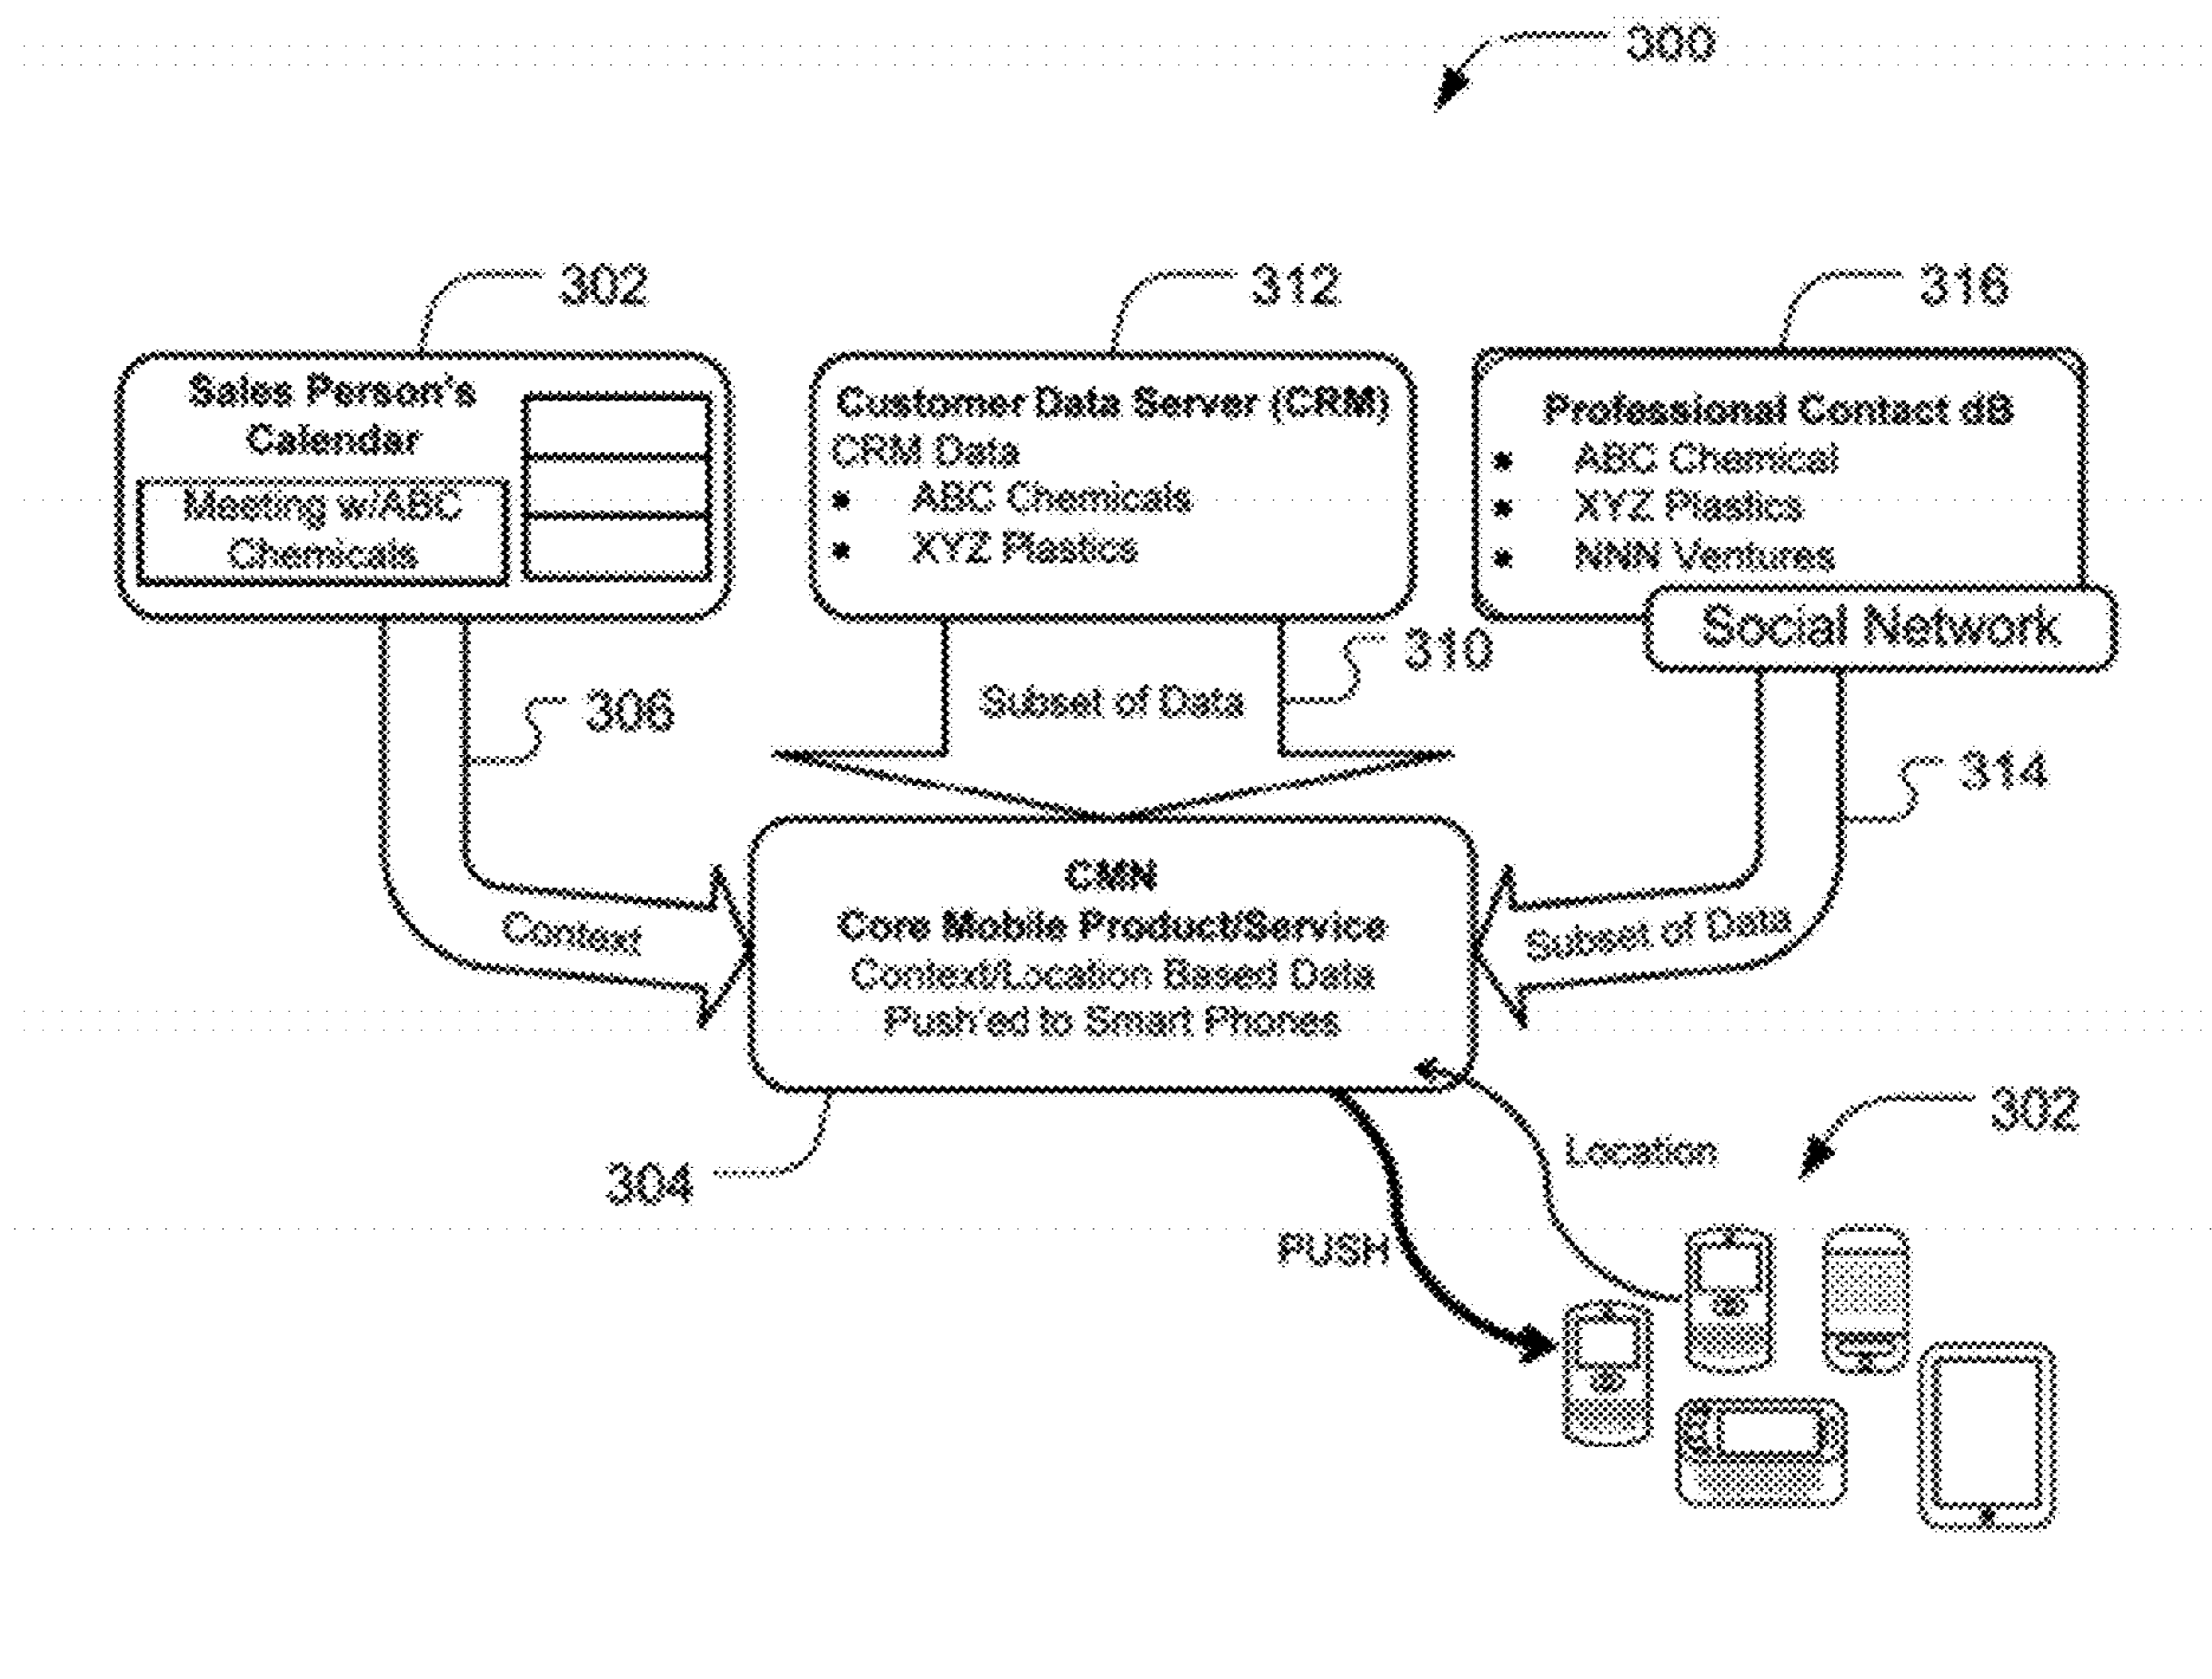 300
302
312
316
Sales Person's
Calendar
Meeting w/ABC
Chemicals
Customer Data Server (CRM)
CRM Data
* ABC Chemicals
* XYZ Plastics
Professional Contact dB
* ABC Chemical
* XYZ Plastics
* NNN Ventures
Social Network
306
Subset of Data
310
314
Context
Subset of Data
CMN
Core Mobile Product/Service
Context/Location Based Data
Push'ed to Smart Phones
304
Location
302
PUSH